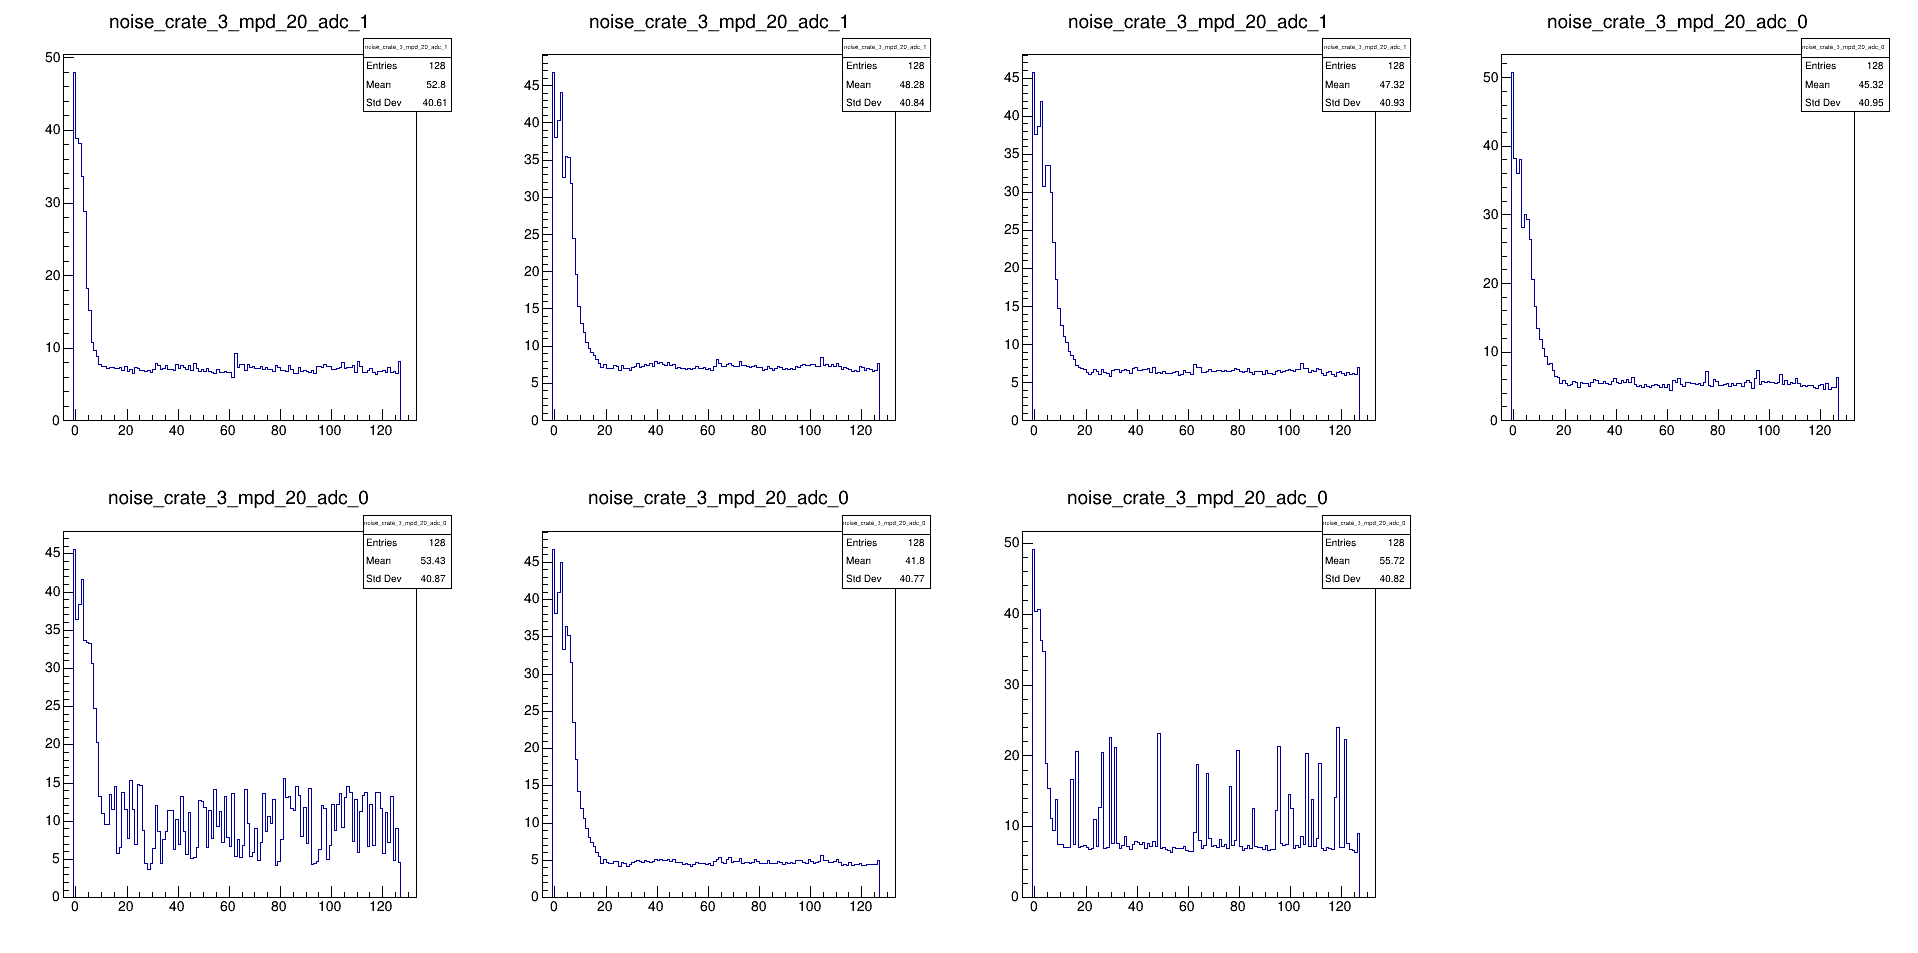 noise_crate_3_mpd_20_adc_1
noise_crate_3_mpd_20_adc_1
Entries 128
Mean 52.8
Std Dev 40.61
50
40
30
20
10
0
0 20 40 60 80 100 120
noise_crate_3_mpd_20_adc_1
noise_crate_3_mpd_20_adc_1
Entries 128
Mean 48.28
Std Dev 40.84
45
40
35
30
25
20
15
10
5
0
0 20 40 60 80 100 120
noise_crate_3_mpd_20_adc_1
noise_crate_3_mpd_20_adc_1
Entries 128
Mean 47.32
Std Dev 40.93
45
40
35
30
25
20
15
10
5
0
0 20 40 60 80 100 120
noise_crate_3_mpd_20_adc_0
noise_crate_3_mpd_20_adc_0
Entries 128
Mean 45.32
Std Dev 40.95
50
40
30
20
10
0
0 20 40 60 80 100 120
noise_crate_3_mpd_20_adc_0
noise_crate_3_mpd_20_adc_0
Entries 128
Mean 53.43
Std Dev 40.87
45
40
35
30
25
20
15
10
5
0
0 20 40 60 80 100 120
noise_crate_3_mpd_20_adc_0
noise_crate_3_mpd_20_adc_0
Entries 128
Mean 41.8
Std Dev 40.77
45
40
35
30
25
20
15
10
5
0
0 20 40 60 80 100 120
noise_crate_3_mpd_20_adc_0
noise_crate_3_mpd_20_adc_0
Entries 128
Mean 55.72
Std Dev 40.82
50
40
30
20
10
0
0 20 40 60 80 100 120